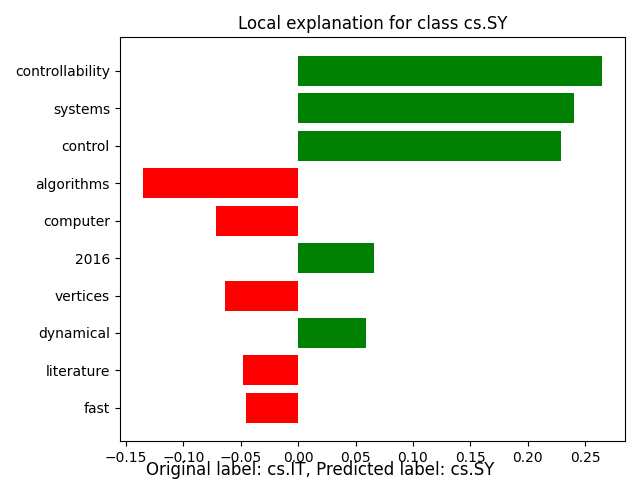 Local explanation for class cs.SY
controllability
systems
control
algorithms
computer
2016
vertices
dynamical
literature
fast
−0.15 −0.10 −0.05 0.00 0.05 0.10 0.15 0.20 0.25
Original label: cs.IT, Predicted label: cs.SY